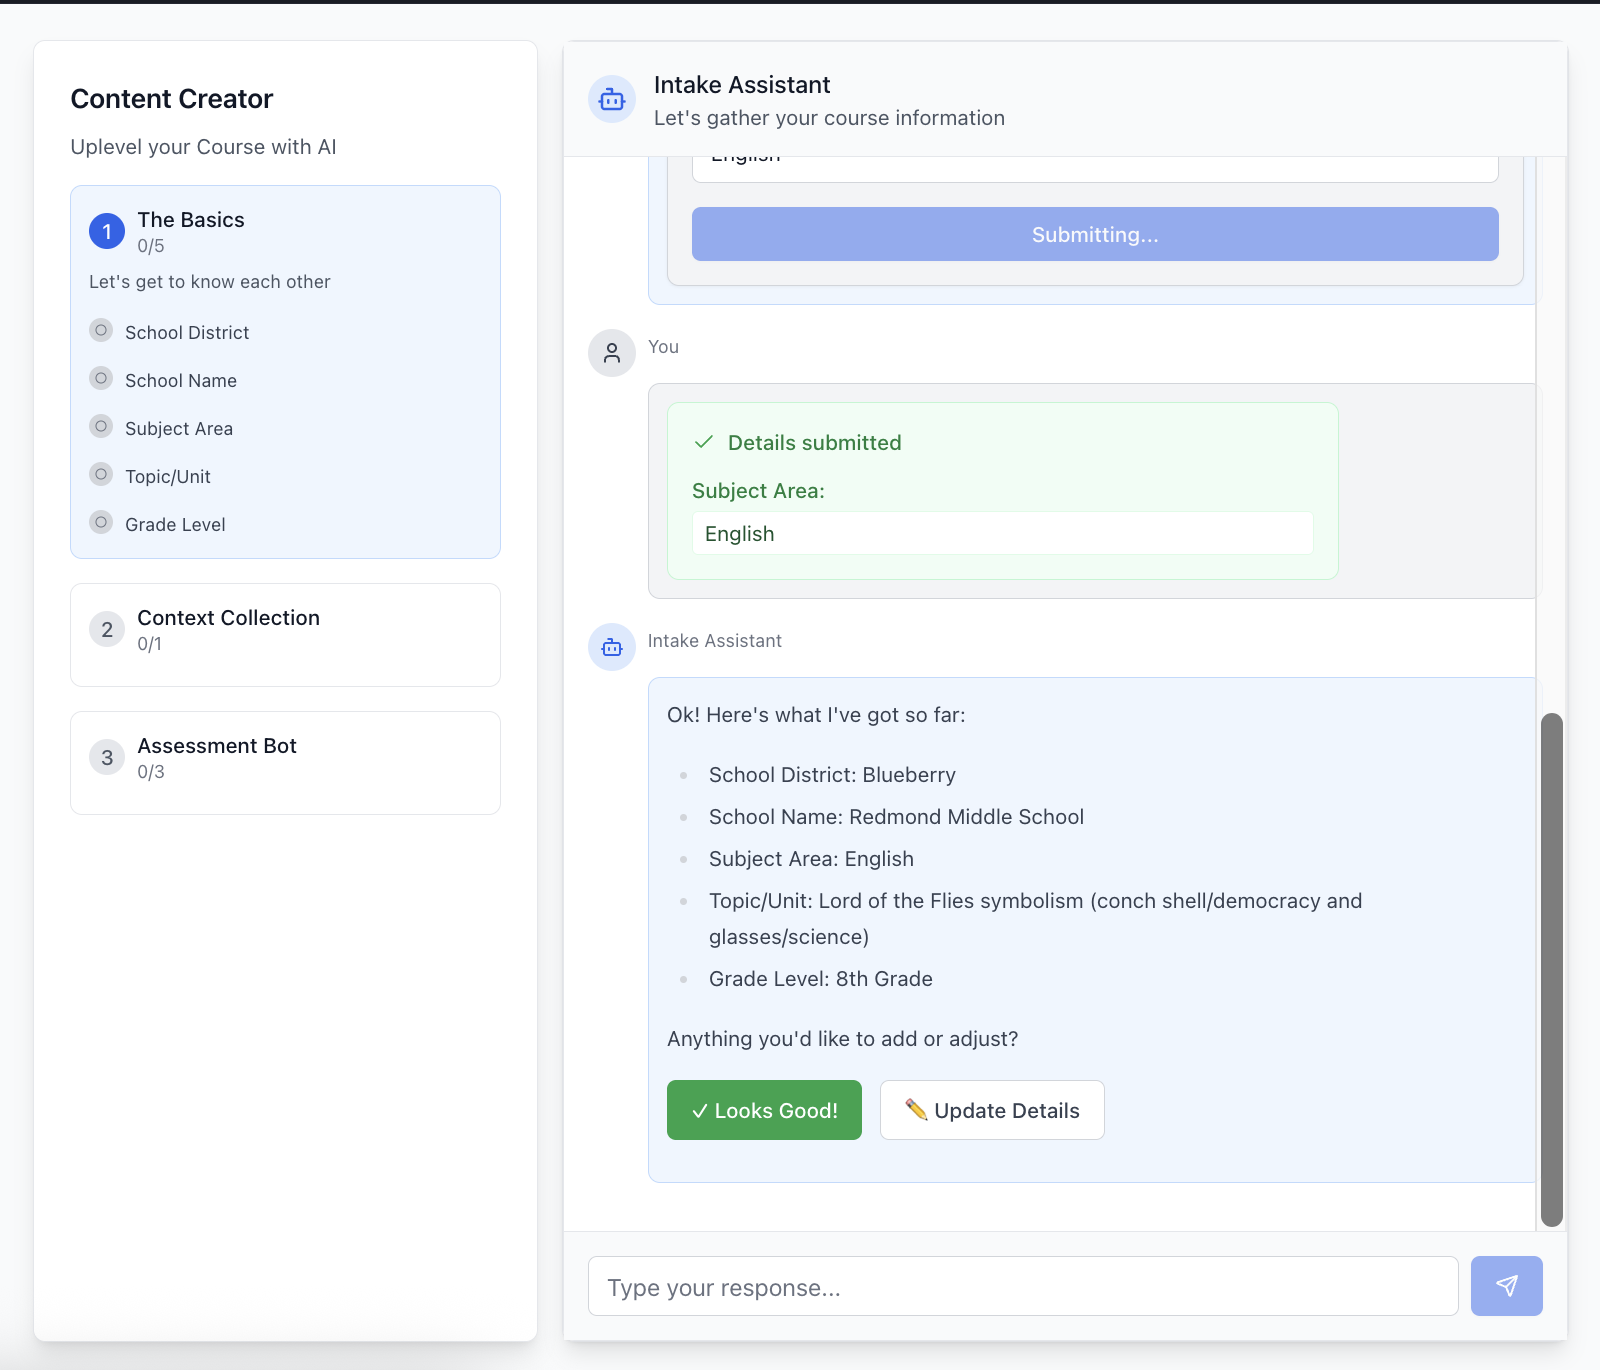 Content Creator
Uplevel your Course with AI
1
The Basics
0/5
Let's get to know each other
School District
School Name
Subject Area
Topic/Unit
Grade Level
2
Context Collection
0/1
3
Assessment Bot
0/3
Intake Assistant
Let's gather your course information
English
Submitting...
You
Details submitted
Subject Area:
English
Intake Assistant
Ok! Here's what I've got so far:
School District: Blueberry
School Name: Redmond Middle School
Subject Area: English
Topic/Unit: Lord of the Flies symbolism (conch shell/democracy and
glasses/science)
Grade Level: 8th Grade
Anything you'd like to add or adjust?
✓ Looks Good!
✏️ Update Details
Type your response...